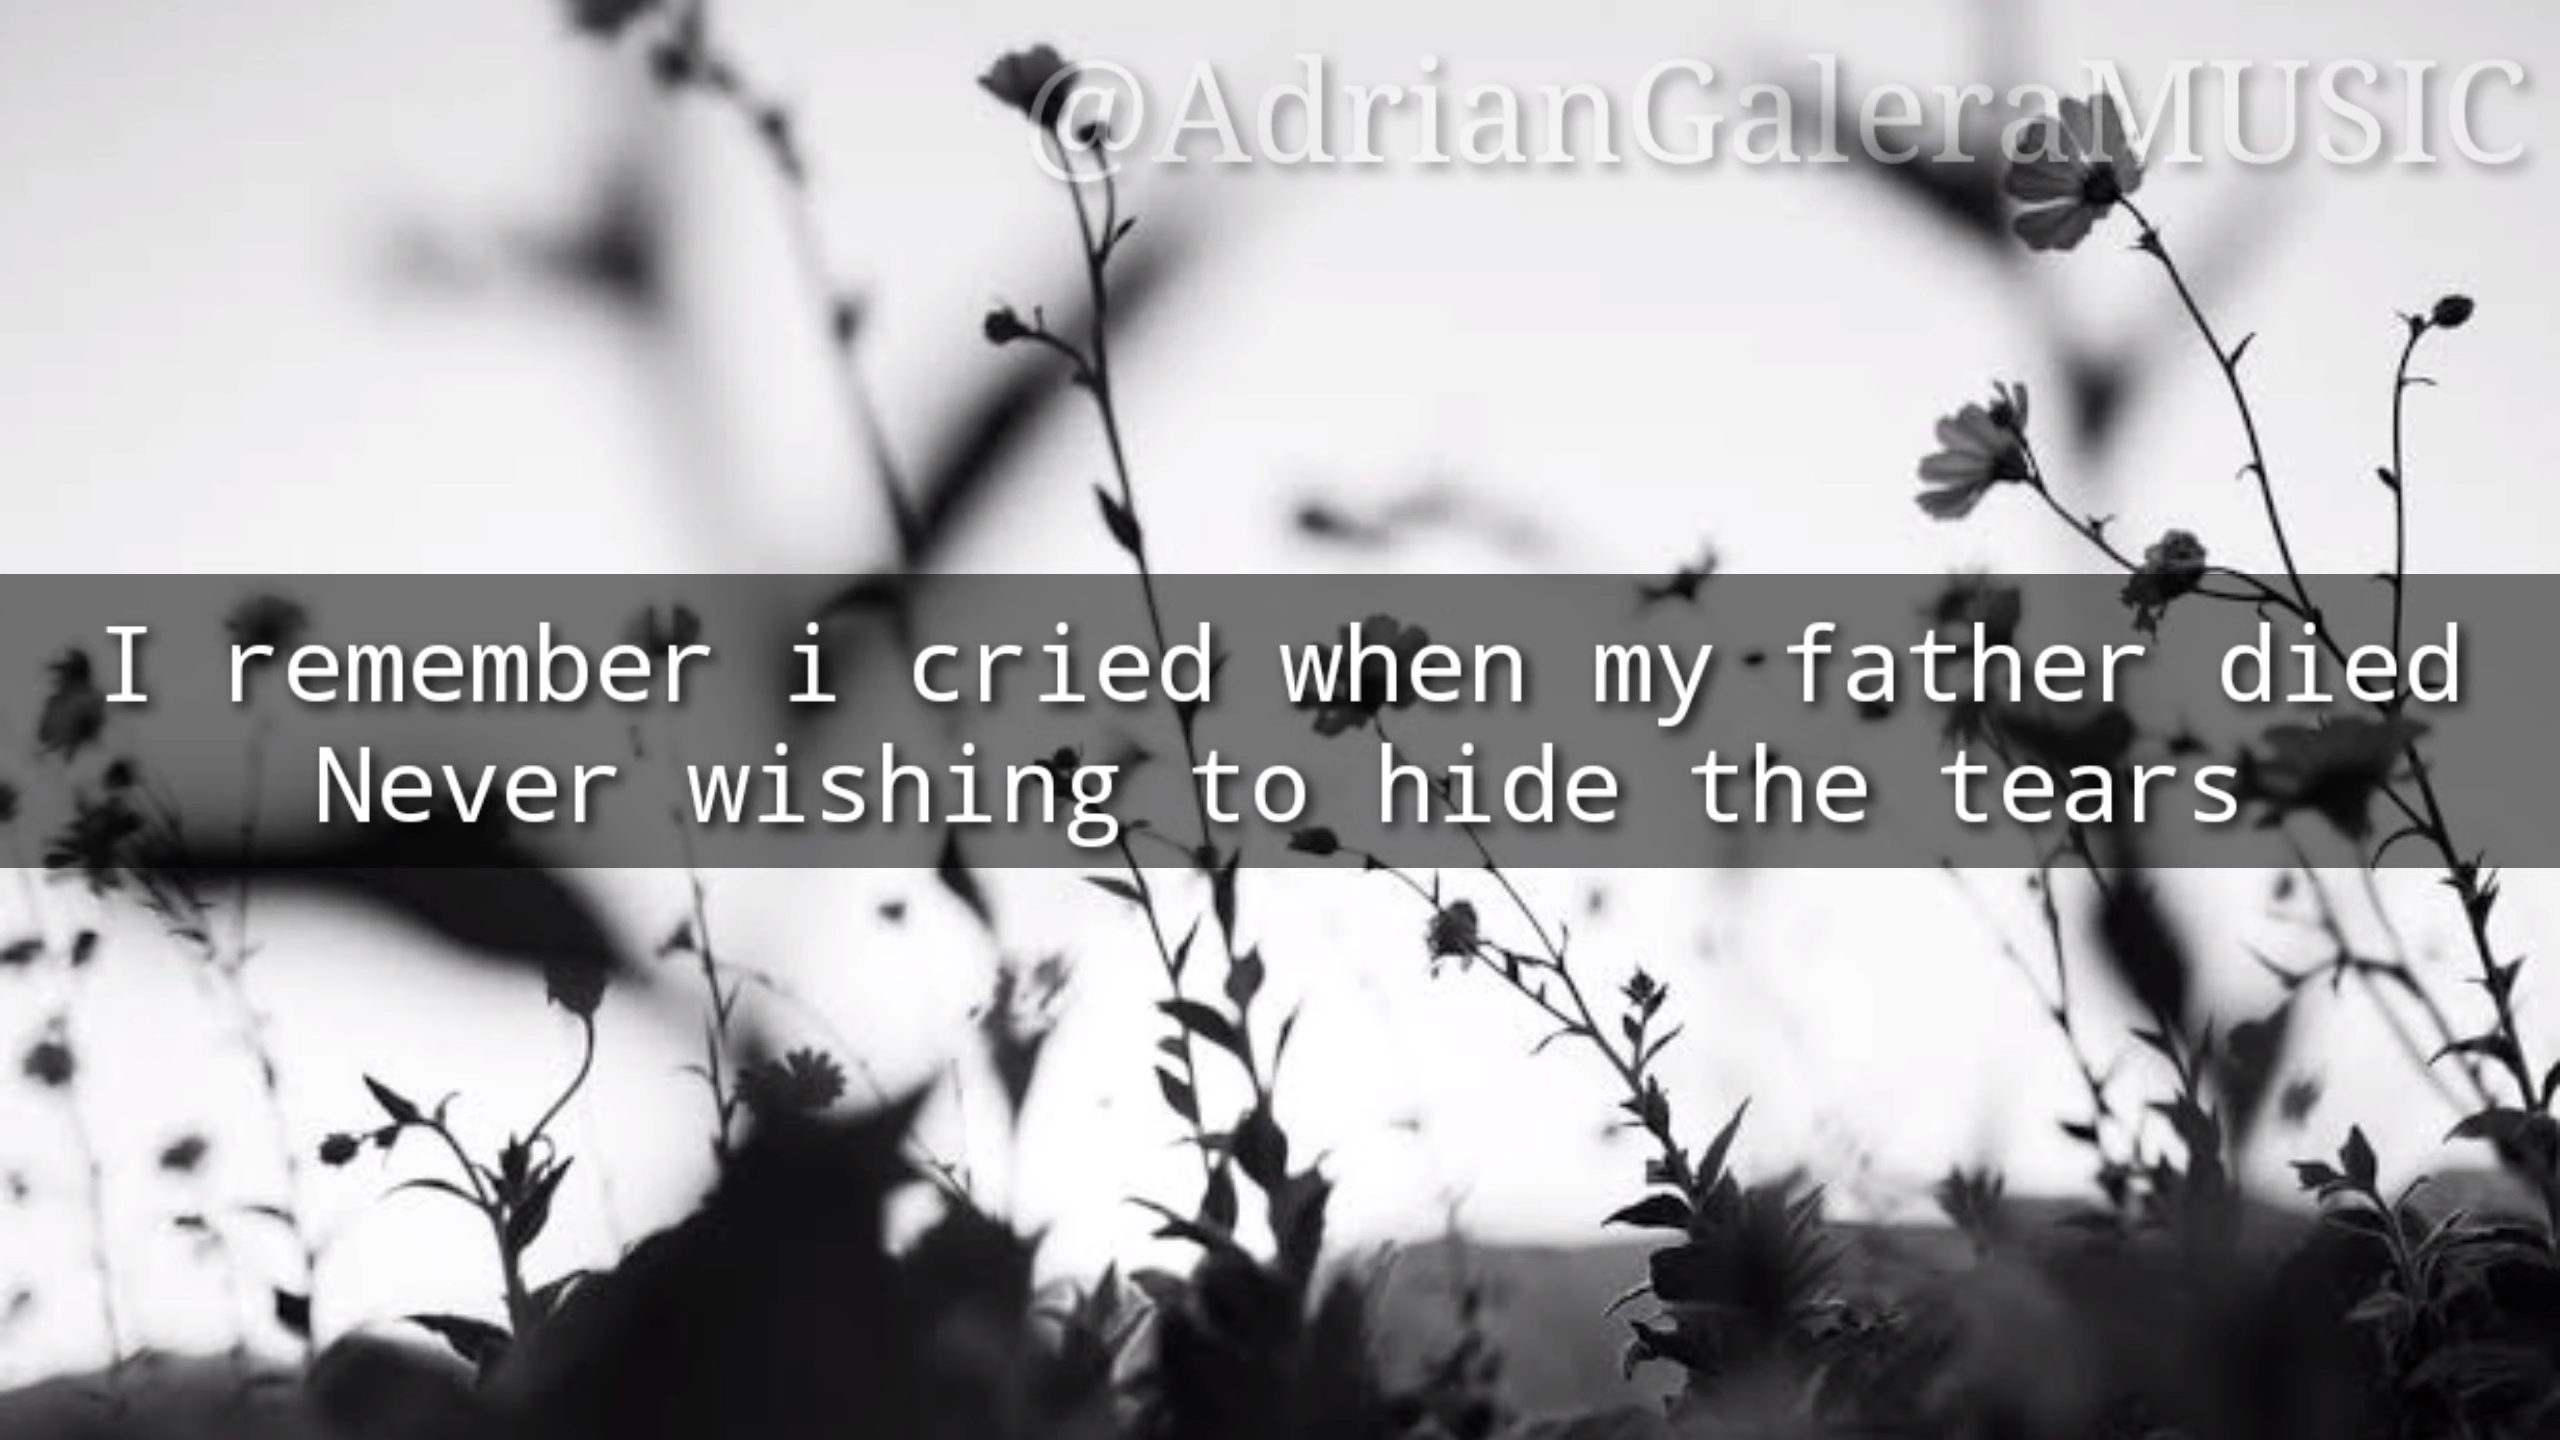 @AdrianGaleraMUSIC
I remember i cried when my father died
Never wishing to hide the tears